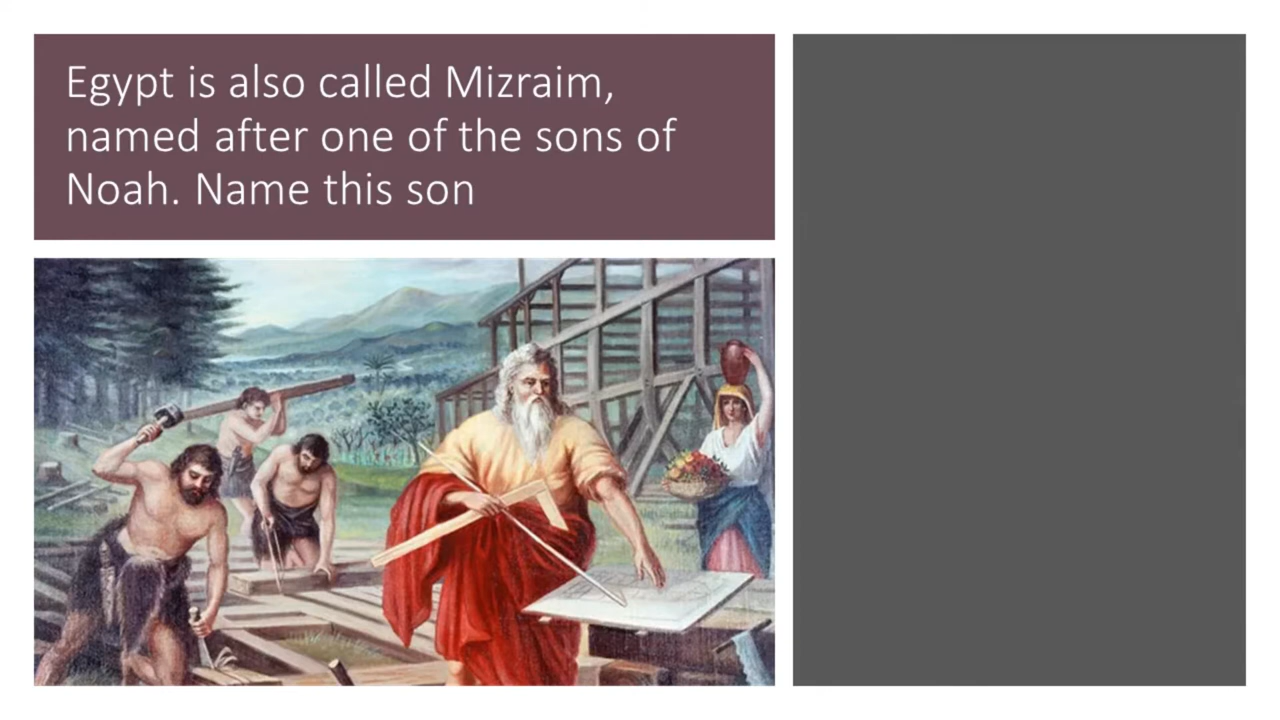 Egypt is also called Mizraim,
named after one of the sons of
Noah. Name this son